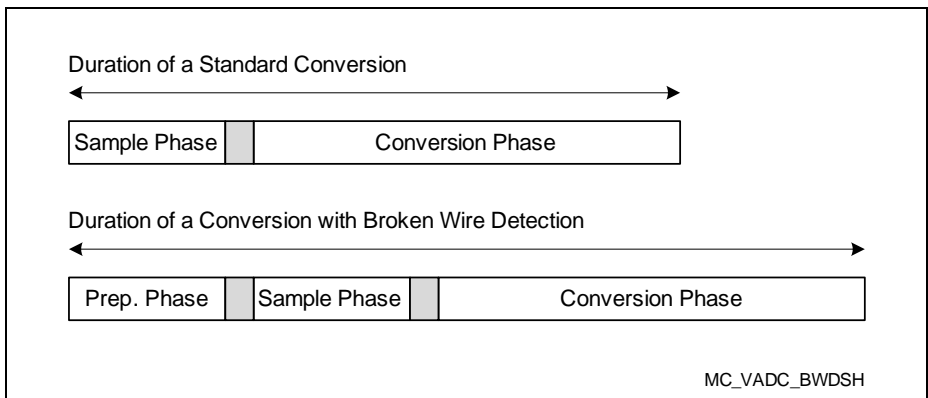 Duration of a Standard Conversion
Sample Phase Conversion Phase
Duration of a Conversion with Broken Wire Detection
Prep. Phase Sample Phase Conversion Phase
MC_VADC_BWDSH